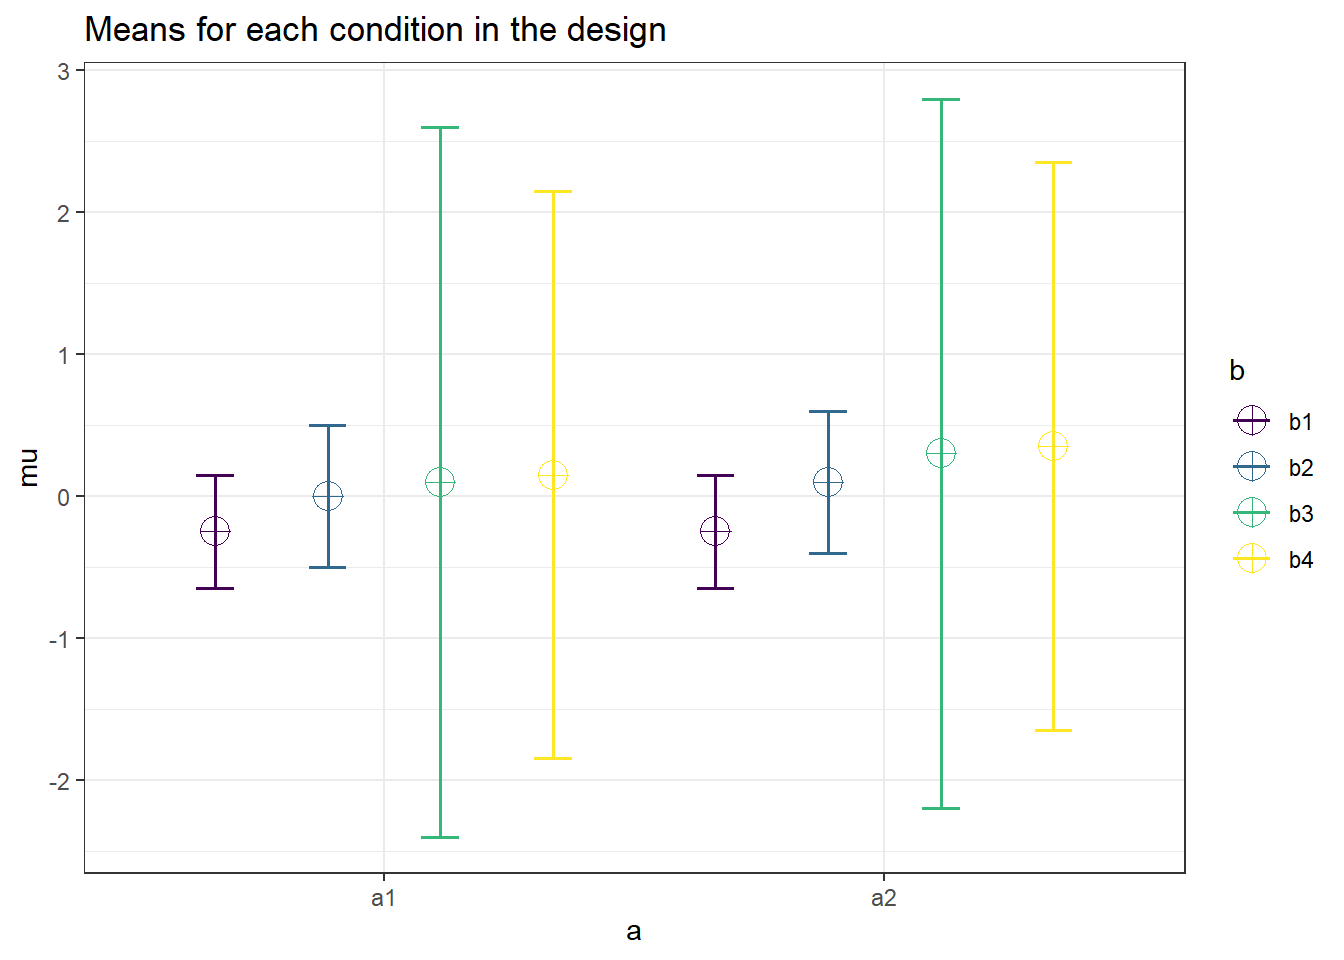 Means for each condition in the design
3
2
1
0
-1
-2
mu
a1
a2
a
b
b1
b2
b3
b4